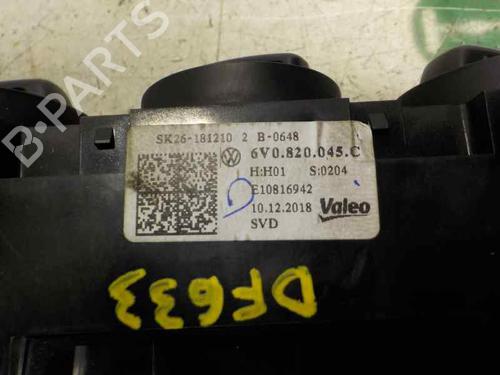 SK26-181210 2 B-0648
6V0.820.045.C
H:H01 S:0204
E10816942
10.12.2018
SVD
Valeo
DF633
B-PARTS